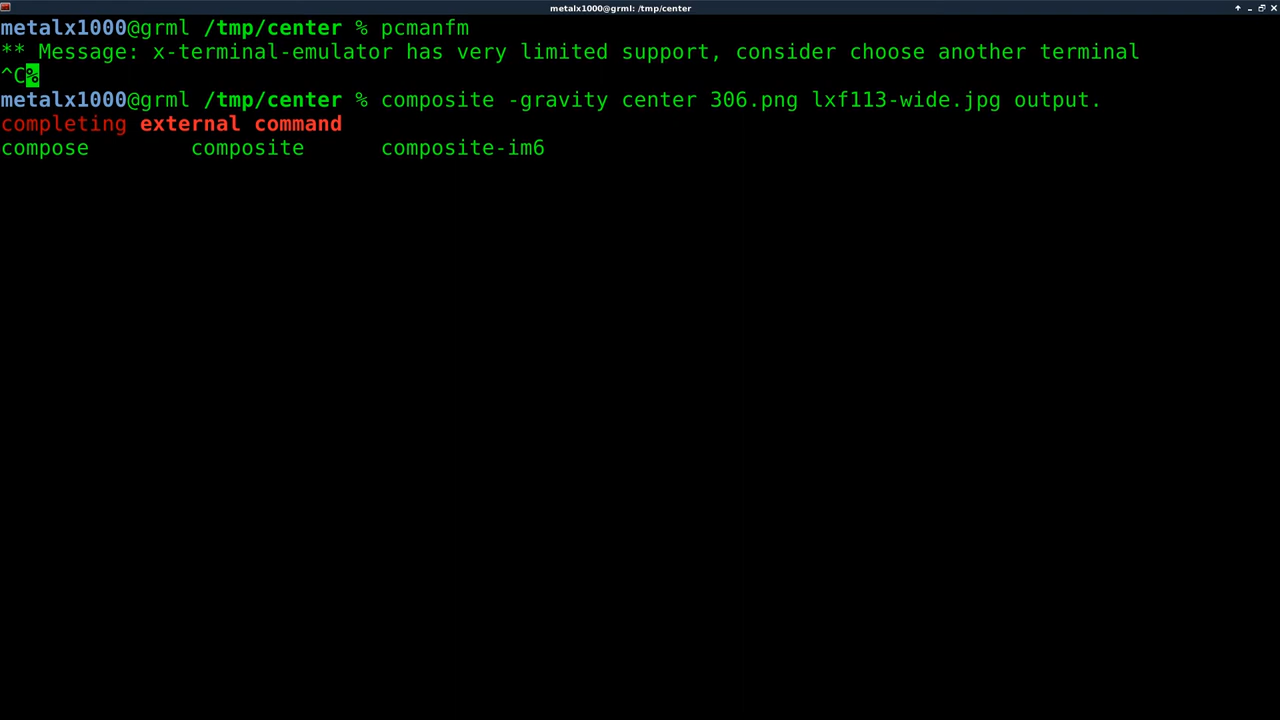 metalx1000@grml: /tmp/center
metalx1000@grml /tmp/center % pcmanfm
** Message: x-terminal-emulator has very limited support, consider choose another terminal
^C%
metalx1000@grml /tmp/center % composite -gravity center 306.png lxf113-wide.jpg output.
completing external command
compose composite composite-im6